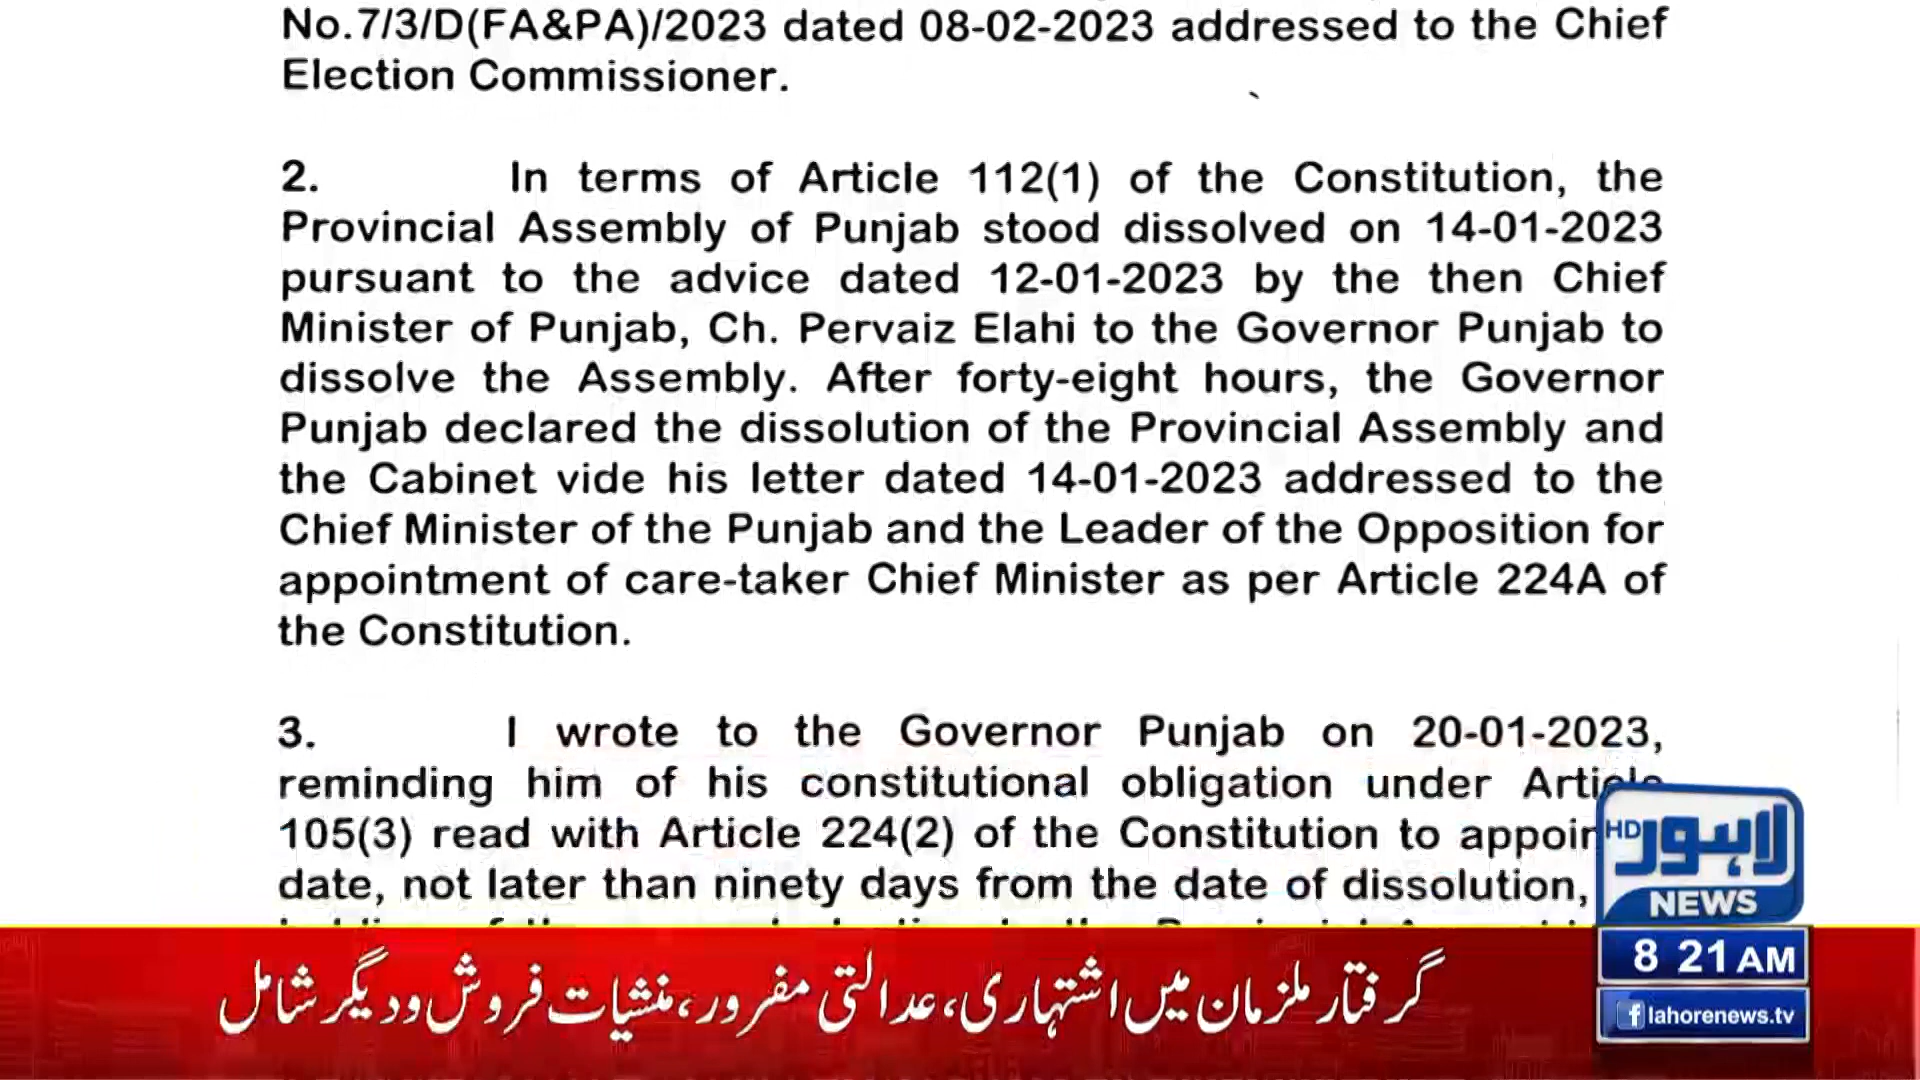 No.7/3/D(FA&PA)/2023 dated 08-02-2023 addressed to the Chief
Election Commissioner.
2. In terms of Article 112(1) of the Constitution, the
Provincial Assembly of Punjab stood dissolved on 14-01-2023
pursuant to the advice dated 12-01-2023 by the then Chief
Minister of Punjab, Ch. Pervaiz Elahi to the Governor Punjab to
dissolve the Assembly. After forty-eight hours, the Governor
Punjab declared the dissolution of the Provincial Assembly and
the Cabinet vide his letter dated 14-01-2023 addressed to the
Chief Minister of the Punjab and the Leader of the Opposition for
appointment of care-taker Chief Minister as per Article 224A of
the Constitution.
3. I wrote to the Governor Punjab on 20-01-2023,
reminding him of his constitutional obligation under Article
105(3) read with Article 224(2) of the Constitution to appoin
date, not later than ninety days from the date of dissolution,
HD لاہور
NEWS
8 21 AM
lahorenews.tv
گرفتار ملزمان میں اشتہاری، عدالتی مفرور، منشیات فروش ودیگر شامل